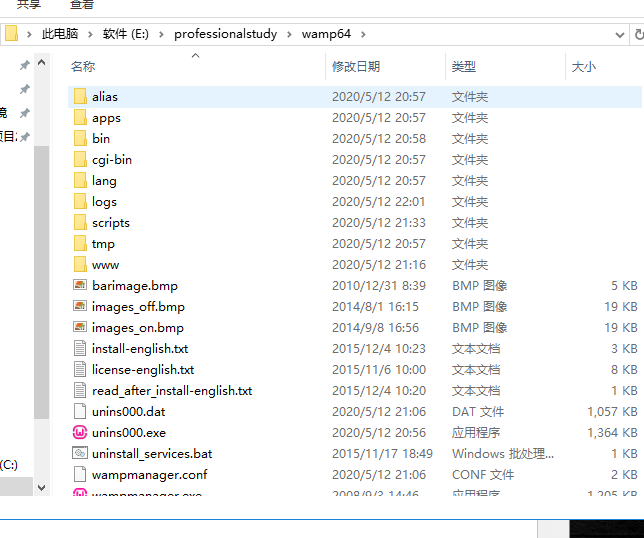 共享 查看
此电脑 软件 (E:) professionalstudy wamp64
名称 修改日期 类型 大小
alias 2020/5/12 20:57 文件夹
apps 2020/5/12 20:57 文件夹
bin 2020/5/12 20:58 文件夹
cgi-bin 2020/5/12 20:57 文件夹
lang 2020/5/12 20:57 文件夹
logs 2020/5/12 22:01 文件夹
scripts 2020/5/12 21:33 文件夹
tmp 2020/5/12 20:57 文件夹
www 2020/5/12 21:16 文件夹
barimage.bmp 2010/12/31 8:39 BMP 图像 5 KB
images_off.bmp 2014/8/1 16:15 BMP 图像 19 KB
images_on.bmp 2014/9/8 16:56 BMP 图像 19 KB
install-english.txt 2015/12/4 10:23 文本文档 3 KB
license-english.txt 2015/11/6 10:00 文本文档 8 KB
read_after_install-english.txt 2015/12/4 10:20 文本文档 1 KB
unins000.dat 2020/5/12 21:06 DAT 文件 1,057 KB
unins000.exe 2020/5/12 20:56 应用程序 1,364 KB
uninstall_services.bat 2015/11/17 18:49 Windows 批处理... 1 KB
(C:) wampmanager.conf 2020/5/12 21:06 CONF 文件 2 KB
wampmanager.exe 2008/9/3 14:46 应用程序 1,205 KB